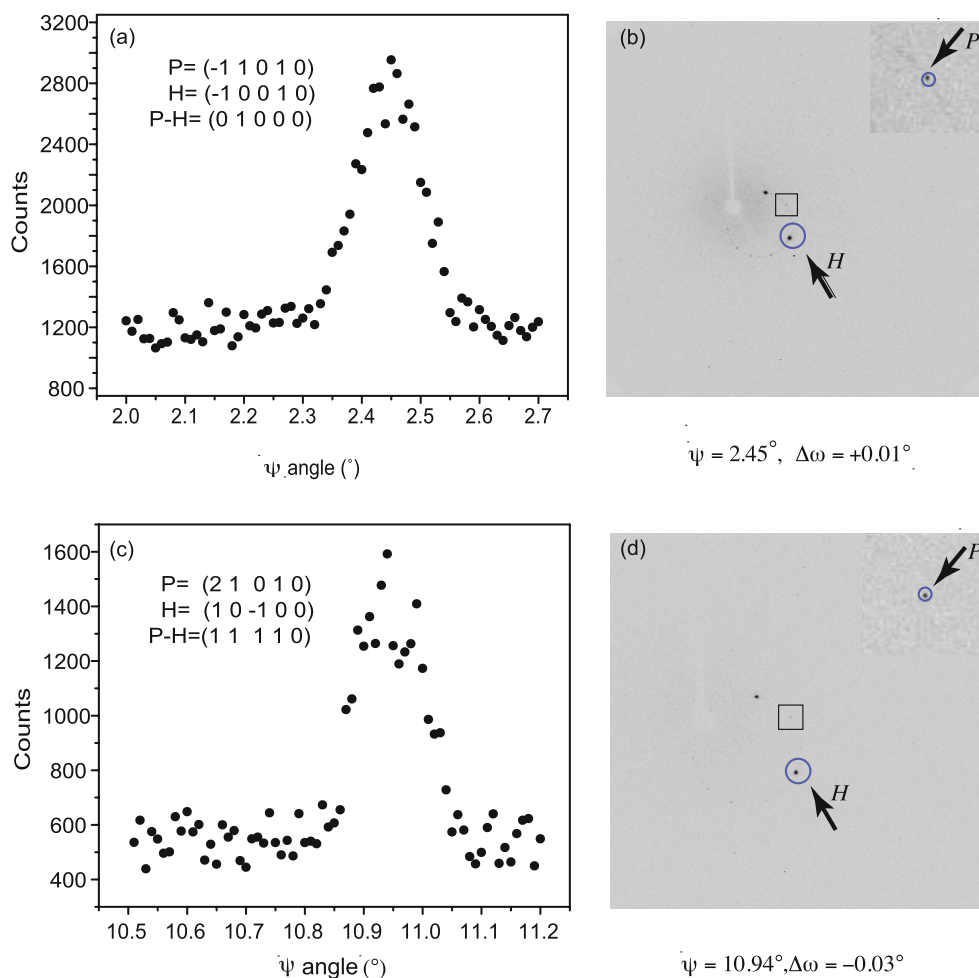 (a)
P= (-1 1 0 1 0)
H= (-1 0 0 1 0)
P-H= (0 1 0 0 0)
3200
2800
2400
2000
1600
1200
800
Counts
2.0 2.1 2.2 2.3 2.4 2.5 2.6 2.7
ψ angle (°)
(b)
P
H
ψ = 2.45°, Δω = +0.01°
(c)
P= (2 1 0 1 0)
H= (1 0 -1 0 0)
P-H=(1 1 1 1 0)
1600
1400
1200
1000
800
600
400
Counts
10.5 10.6 10.7 10.8 10.9 11.0 11.1 11.2
ψ angle (°)
(d)
P
H
ψ = 10.94°,Δω = −0.03°